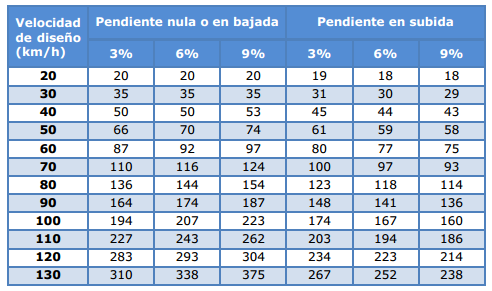 Velocidad de diseño (km/h) Pendiente nula o en bajada Pendiente en subida
3% 6% 9% 3% 6% 9%
20 20 20 20 19 18 18
30 35 35 35 31 30 29
40 50 50 53 45 44 43
50 66 70 74 61 59 58
60 87 92 97 80 77 75
70 110 116 124 100 97 93
80 136 144 154 123 118 114
90 164 174 187 148 141 136
100 194 207 223 174 167 160
110 227 243 262 203 194 186
120 283 293 304 234 223 214
130 310 338 375 267 252 238